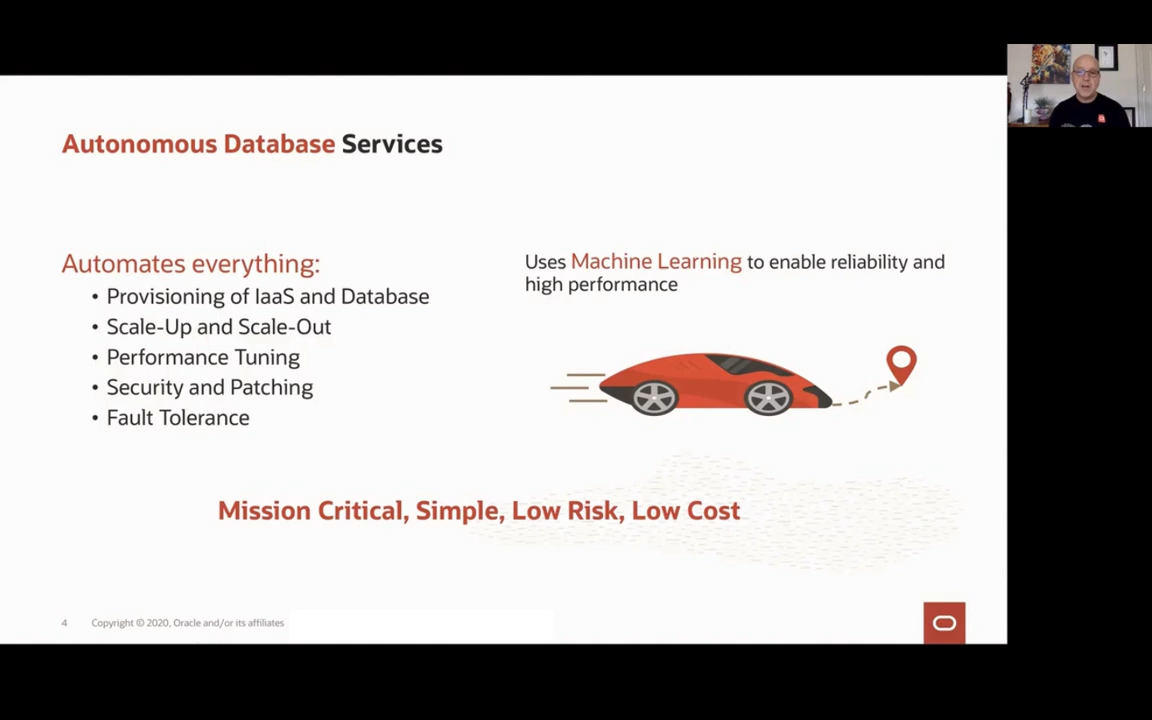 Autonomous Database Services
Automates everything:
• Provisioning of IaaS and Database
• Scale-Up and Scale-Out
• Performance Tuning
• Security and Patching
• Fault Tolerance
Uses Machine Learning to enable reliability and
high performance
Mission Critical, Simple, Low Risk, Low Cost
4 Copyright © 2020, Oracle and/or its affiliates